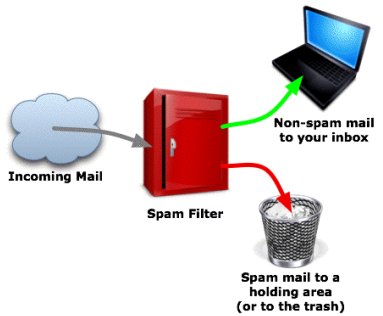 Non-spam mail
to your inbox
Incoming Mail
Spam Filter
Spam mail to a
holding area
(or to the trash)